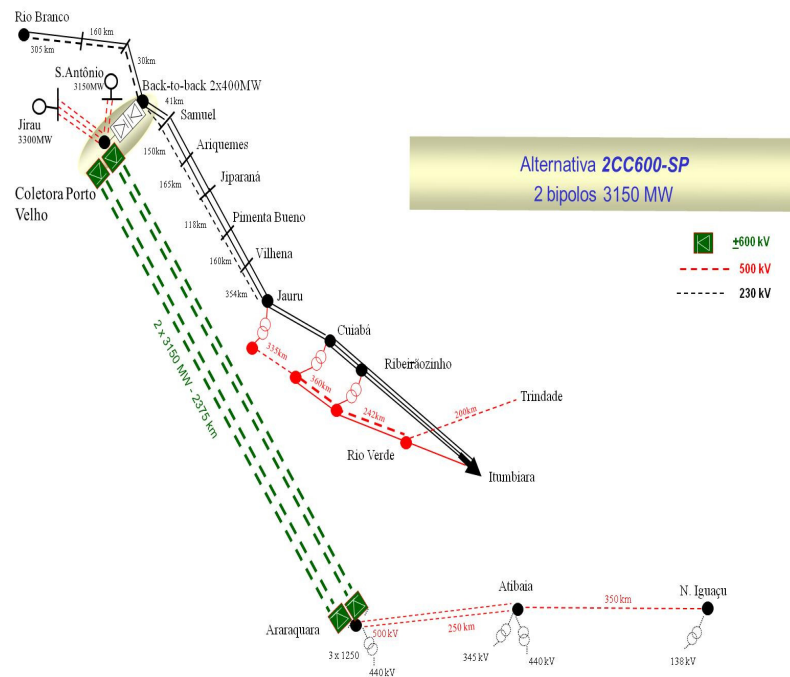 Rio Branco
160 km
305 km
30km
S.Antônio
3150MW
Back-to-back 2x400MW
41km
Samuel
Jirau
3300MW
150km
Ariquemes
165km
Jiparaná
Coletora Porto
Velho
118km
Pimenta Bueno
160km
Vilhena
354km
Jauru
Alternativa 2CC600-SP
2 bipolos 3150 MW
±600 kV
500 kV
230 kV
2 x 3150 MW - 2375 km
Cuiabá
335km
Ribeirãozinho
360km
242km
200km
Trindade
Rio Verde
Itumbiara
Araraquara
500 kV
3 x 1250
440 kV
250 km
Atibaia
345 kV
440 kV
350 km
N. Iguaçu
138 kV